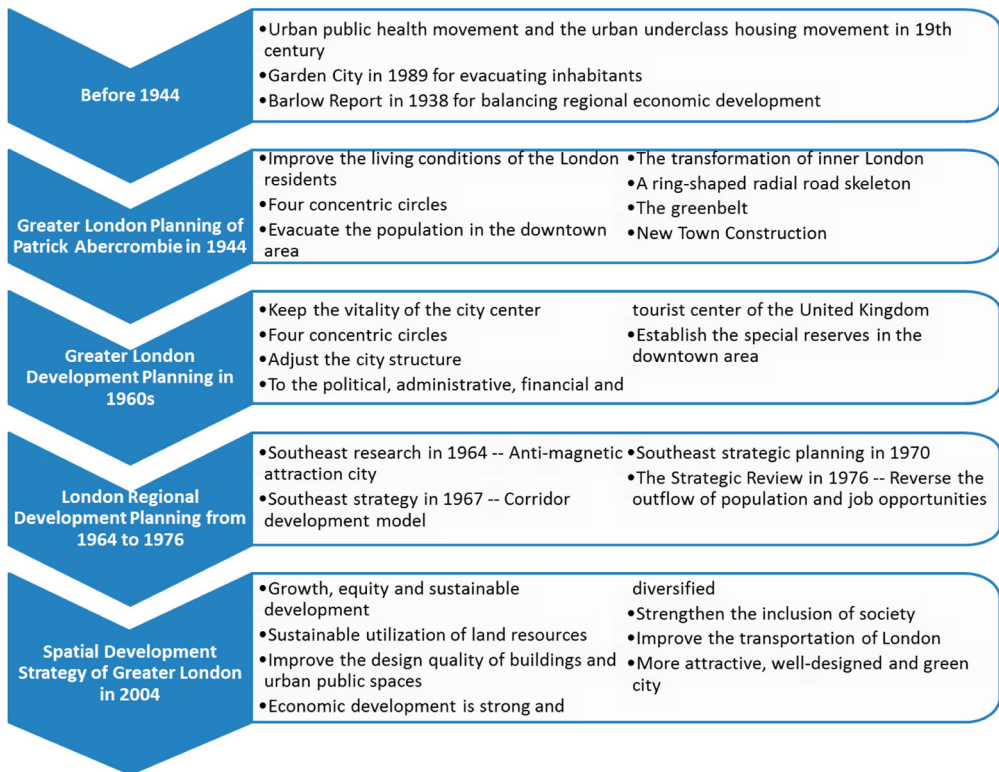 Before 1944
•Urban public health movement and the urban underclass housing movement in 19th
century
•Garden City in 1989 for evacuating inhabitants
•Barlow Report in 1938 for balancing regional economic development
Greater London Planning of
Patrick Abercrombie in 1944
•Improve the living conditions of the London
residents
•Four concentric circles
•Evacuate the population in the downtown
area
•The transformation of inner London
•A ring-shaped radial road skeleton
•The greenbelt
•New Town Construction
Greater London
Development Planning in
1960s
•Keep the vitality of the city center
•Four concentric circles
•Adjust the city structure
•To the political, administrative, financial and
tourist center of the United Kingdom
•Establish the special reserves in the
downtown area
London Regional
Development Planning from
1964 to 1976
•Southeast research in 1964 -- Anti-magnetic
attraction city
•Southeast strategy in 1967 -- Corridor
development model
•Southeast strategic planning in 1970
•The Strategic Review in 1976 -- Reverse the
outflow of population and job opportunities
Spatial Development
Strategy of Greater London
in 2004
•Growth, equity and sustainable
development
•Sustainable utilization of land resources
•Improve the design quality of buildings and
urban public spaces
•Economic development is strong and
diversified
•Strengthen the inclusion of society
•Improve the transportation of London
•More attractive, well-designed and green
city